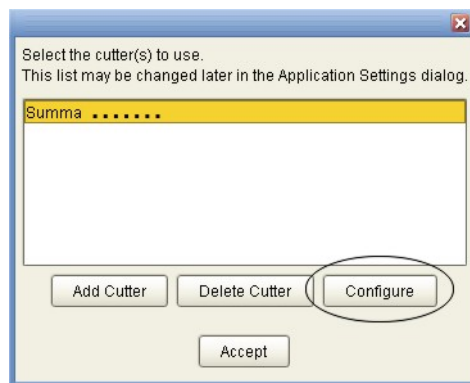 Select the cutter(s) to use.
This list may be changed later in the Application Settings dialog.
Summa .......
Add Cutter Delete Cutter Configure
Accept